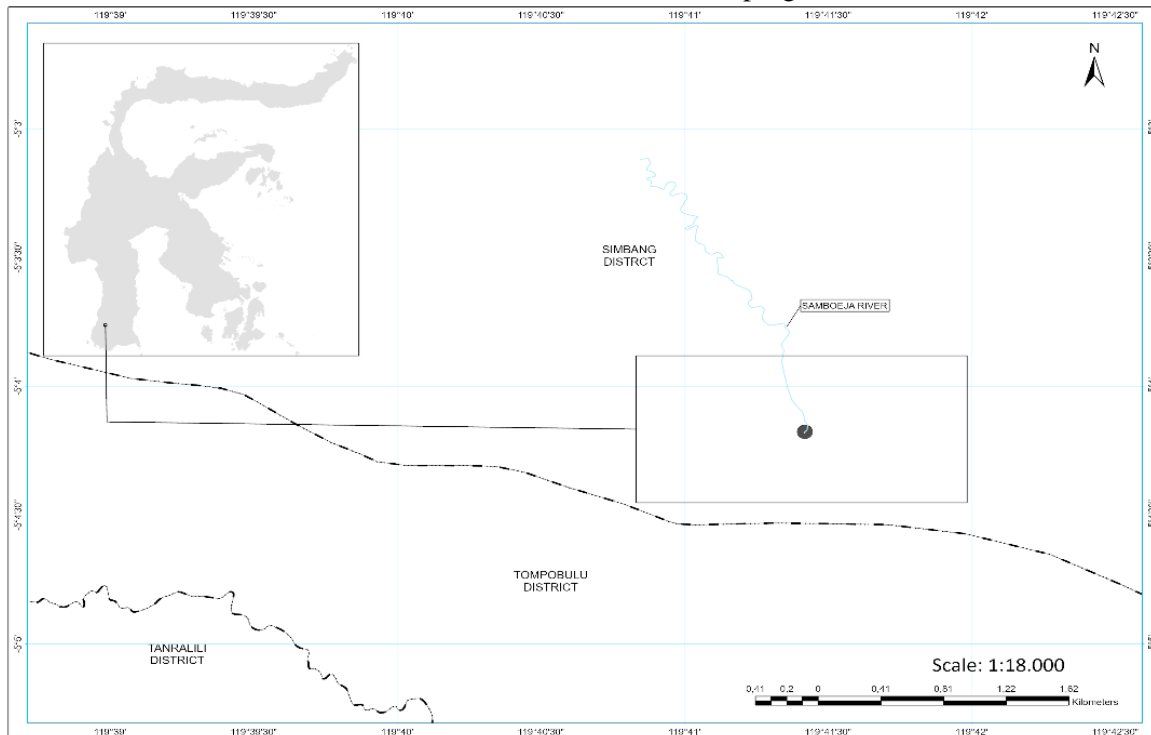 119°39' 119°39'30" 119°40' 119°40'30" 119°41' 119°41'30" 119°42' 119°42'30"
N
-5°3'
-5°3'30"
SIMBANG
DISTRCT
SAMBOEJA RIVER
-5°4'
-5°4'30"
TOMPOBULU
DISTRICT
-5°5'
TANRALILI
DISTRICT
Scale: 1:18.000
0,41 0,2 0 0,41 0,81 1,22 1,62
Kilometers
119°39' 119°39'30" 119°40' 119°40'30" 119°41' 119°41'30" 119°42' 119°42'30"